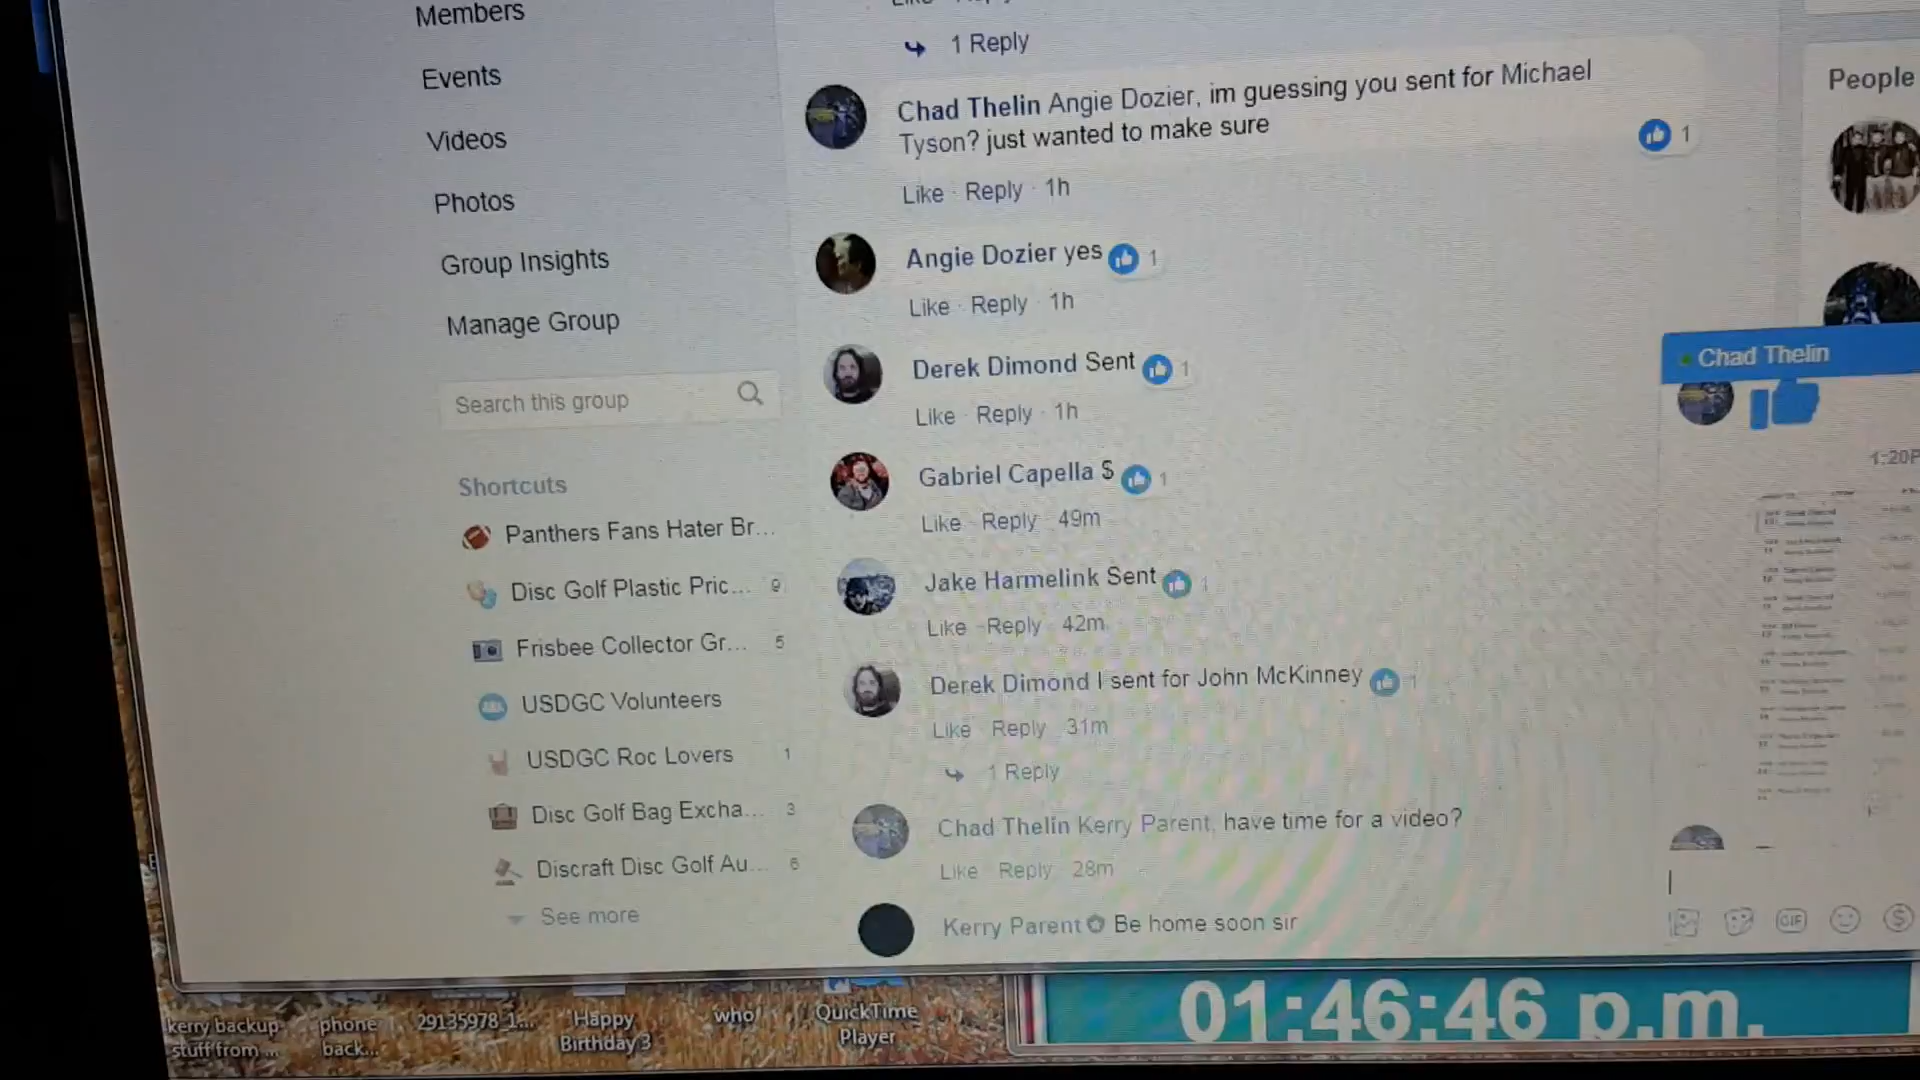 Members
Events
Videos
Photos
Group Insights
Manage Group
Search this group
Shortcuts
Panthers Fans Hater Br...
Disc Golf Plastic Pric... 9
Frisbee Collector Gr... 5
USDGC Volunteers
USDGC Roc Lovers 1
Disc Golf Bag Excha... 3
Discraft Disc Golf Au... 6
See more
1 Reply
Chad Thelin Angie Dozier, im guessing you sent for Michael
Tyson? just wanted to make sure
1
Like · Reply · 1h
Angie Dozier yes 1
Like · Reply · 1h
Derek Dimond Sent 1
Like · Reply · 1h
Gabriel Capella $ 1
Like · Reply · 49m
Jake Harmelink Sent 1
Like · Reply · 42m
Derek Dimond I sent for John McKinney 1
Like · Reply · 31m
1 Reply
Chad Thelin Kerry Parent, have time for a video?
Like · Reply · 28m
Kerry Parent Be home soon sir
People
Chad Thelin
1:20P
GIF
kerry backup
stuff from ...
phone
back...
29135978_1...
Happy
Birthday 3
who
QuickTime
Player
01:46:46 p.m.